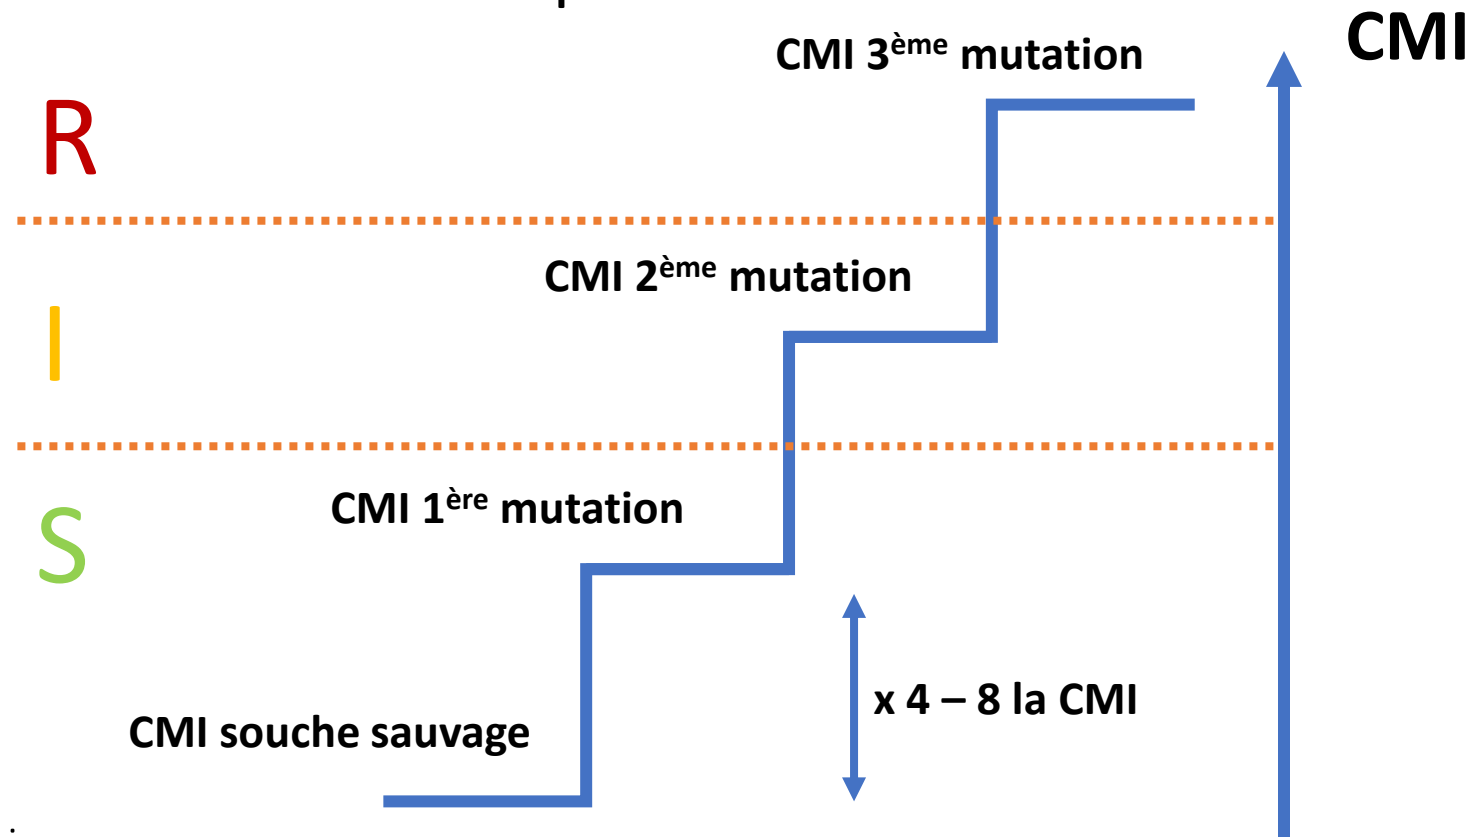 CMI
CMI 3ème mutation
R
CMI 2ème mutation
I
CMI 1ère mutation
S
x 4 – 8 la CMI
CMI souche sauvage
.